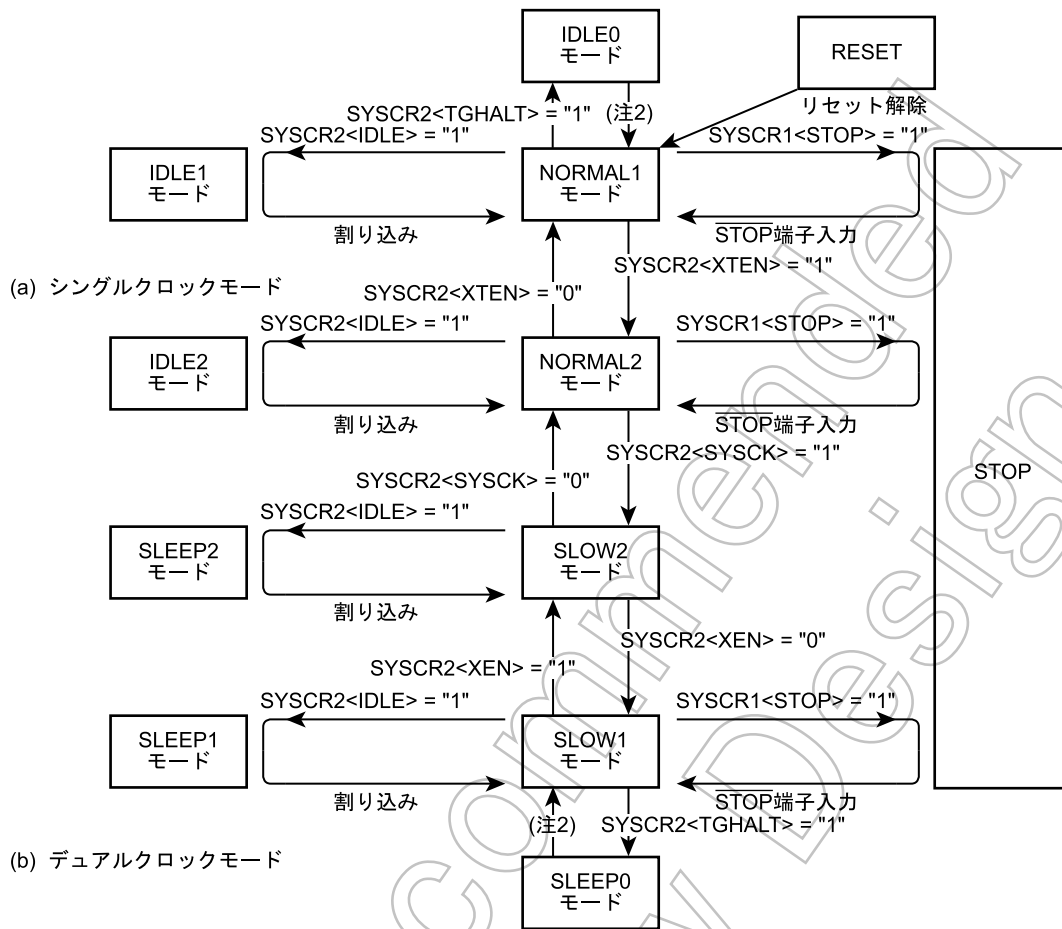 IDLE0
モード
RESET
SYSCR2<TGHALT> = "1"
(注2)
リセット解除
SYSCR2<IDLE> = "1"
SYSCR1<STOP> = "1"
IDLE1
モード
NORMAL1
モード
割り込み
STOP端子入力
SYSCR2<XTEN> = "1"
(a) シングルクロックモード
SYSCR2<XTEN> = "0"
SYSCR2<IDLE> = "1"
SYSCR1<STOP> = "1"
IDLE2
モード
NORMAL2
モード
割り込み
STOP端子入力
SYSCR2<SYSCK> = "1"
STOP
SYSCR2<SYSCK> = "0"
SYSCR2<IDLE> = "1"
SLEEP2
モード
SLOW2
モード
割り込み
SYSCR2<XEN> = "0"
SYSCR2<XEN> = "1"
SYSCR2<IDLE> = "1"
SYSCR1<STOP> = "1"
SLEEP1
モード
SLOW1
モード
割り込み
STOP端子入力
(注2)
SYSCR2<TGHALT> = "1"
(b) デュアルクロックモード
SLEEP0
モード
commended
Design